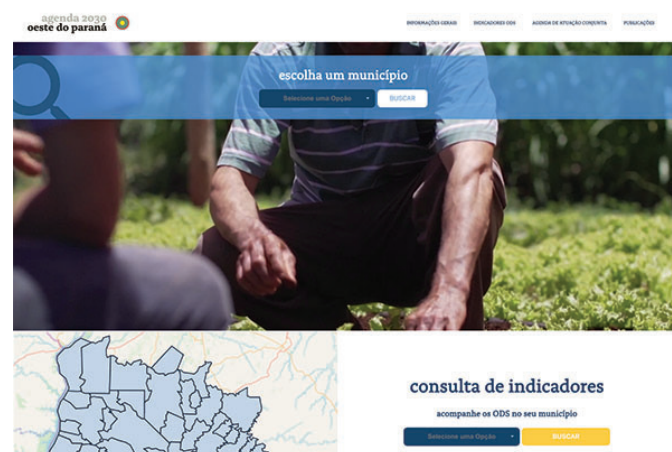 agenda 2030
oeste do paraná
INFORMAÇÕES GERAIS
INDICADORES ODS
AGENDA DE ATUAÇÃO CONJUNTA
PUBLICAÇÕES
escolha um município
Selecione uma Opção
BUSCAR
consulta de indicadores
acompanhe os ODS no seu município
Selecione uma Opção
BUSCAR